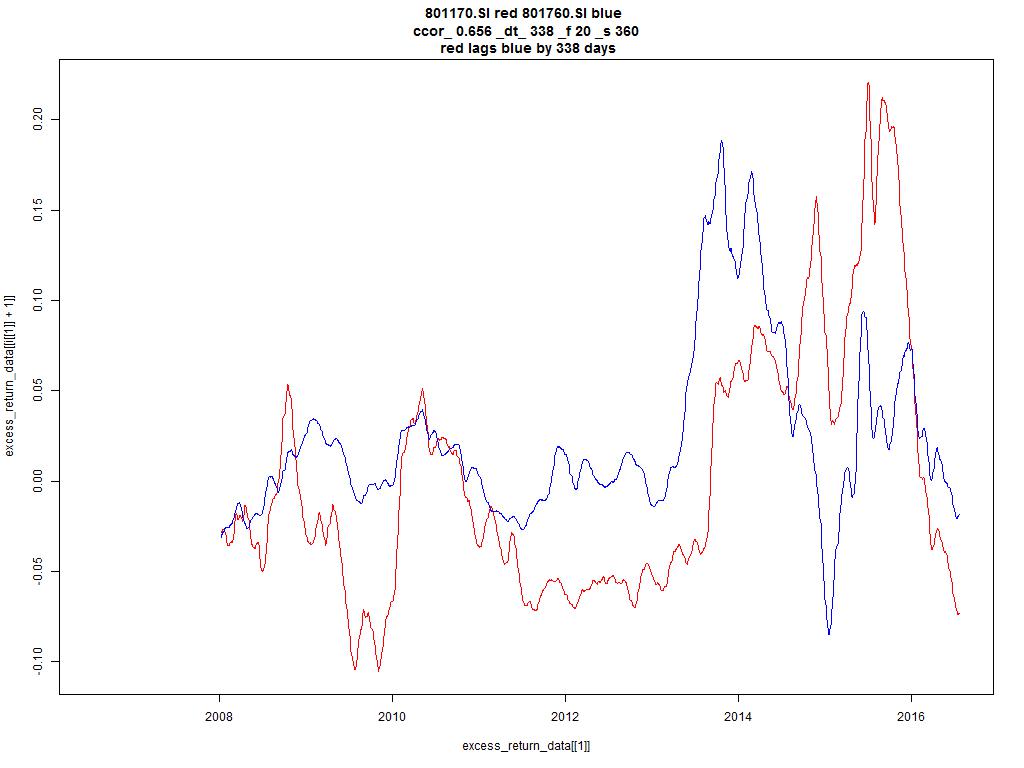 801170.SI red 801760.SI blue
ccor_ 0.656 _dt_ 338 _f 20 _s 360
red lags blue by 338 days
0.20
0.15
0.10
0.05
0.00
-0.05
-0.10
excess_return_data[[i[[1]] + 1]]
2008 2010 2012 2014 2016
excess_return_data[[1]]